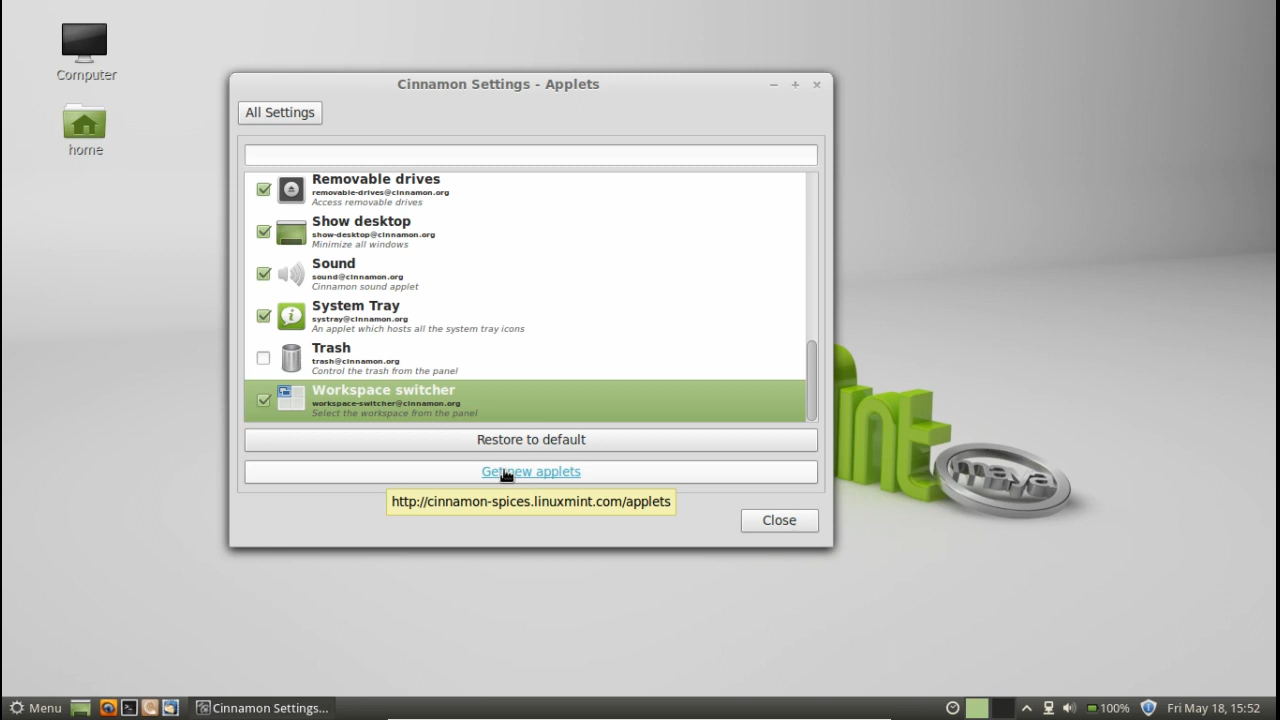 Computer
home
Cinnamon Settings - Applets
All Settings
Removable drives
removable-drives@cinnamon.org
Access removable drives
Show desktop
show-desktop@cinnamon.org
Minimize all windows
Sound
sound@cinnamon.org
Cinnamon sound applet
System Tray
systray@cinnamon.org
An applet which hosts all the system tray icons
Trash
trash@cinnamon.org
Control the trash from the panel
Workspace switcher
workspace-switcher@cinnamon.org
Select the workspace from the panel
Restore to default
Get new applets
http://cinnamon-spices.linuxmint.com/applets
Close
int
maya
Menu
Cinnamon Settings...
100%
Fri May 18, 15:52